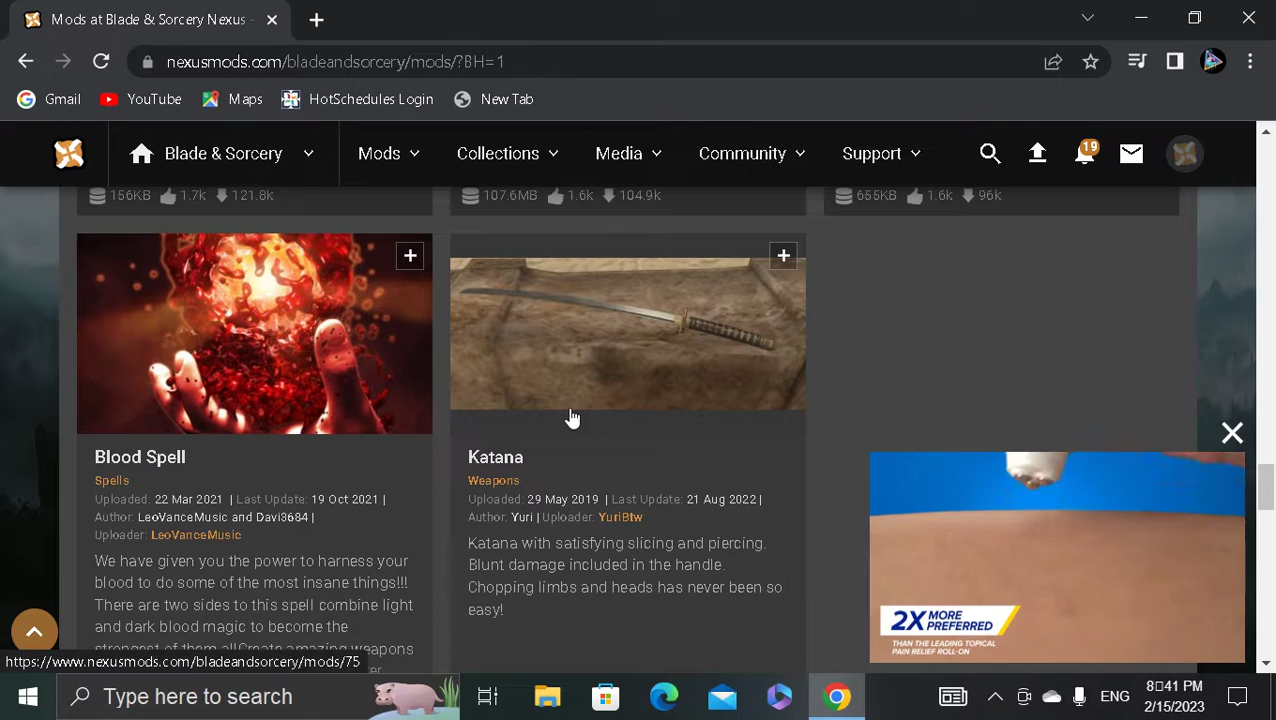 Mods at Blade & Sorcery Nexus -
nexusmods.com/bladeandsorcery/mods/?BH=1
Gmail YouTube Maps HotSchedules Login New Tab
Blade & Sorcery Mods Collections Media Community Support 19
156KB 1.7k 121.8k 107.6MB 1.6k 104.9k 655KB 1.6k 96k
Blood Spell
Spells
Uploaded: 22 Mar 2021 | Last Update: 19 Oct 2021 |
Author: LeoVanceMusic and Davi3684 |
Uploader: LeoVanceMusic
We have given you the power to harness your
blood to do some of the most insane things!!!
There are two sides to this spell combine light
and dark blood magic to become the
strongest of them all!Create amazing weapons
Katana
Weapons
Uploaded: 29 May 2019 | Last Update: 21 Aug 2022 |
Author: Yuri | Uploader: YuriBtw
Katana with satisfying slicing and piercing.
Blunt damage included in the handle.
Chopping limbs and heads has never been so
easy!
2X MORE
PREFERRED
THAN THE LEADING TOPICAL
PAIN RELIEF ROLL-ON
https://www.nexusmods.com/bladeandsorcery/mods/75
Type here to search
ENG
8:41 PM
2/15/2023